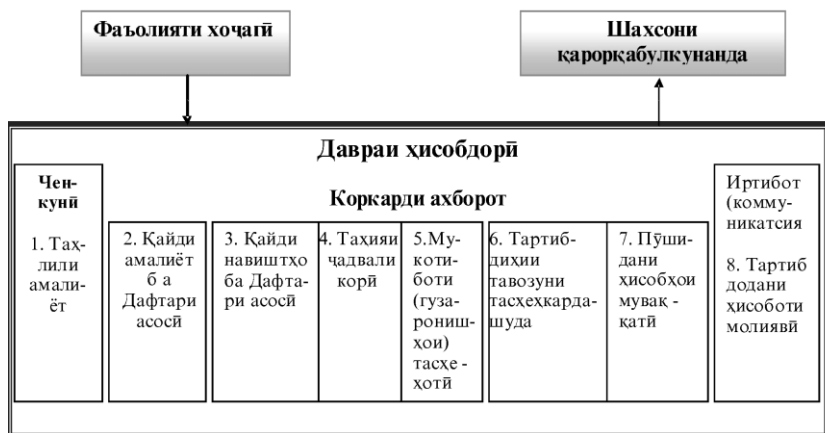 Фаъолияти хоҷагӣ
Шахсони
қарорқабулкунанда
Давраи ҳисобдорӣ
Коркарди ахборот
Чен-
кунӣ
1. Таҳ-
лили
амали-
ёт
2. Қайди
амалиёт
б а
Дафтари
асосӣ
3. Қайди
навиштҳо
ба Дафта-
ри асосӣ
4. Таҳияи
ҷадвали
корӣ
5.Му-
коти-
боти
(гуза-
рониш-
ҳои)
тасҳе -
ҳотӣ
6. Тартиб-
диҳии
тавозуни
тасҳеҳкарда-
шуда
7. Пӯши-
дани
ҳисобҳои
мувақ -
қатӣ
Иртибот
(комму-
никатсия
8. Тартиб
додани
ҳисоботи
молиявӣ